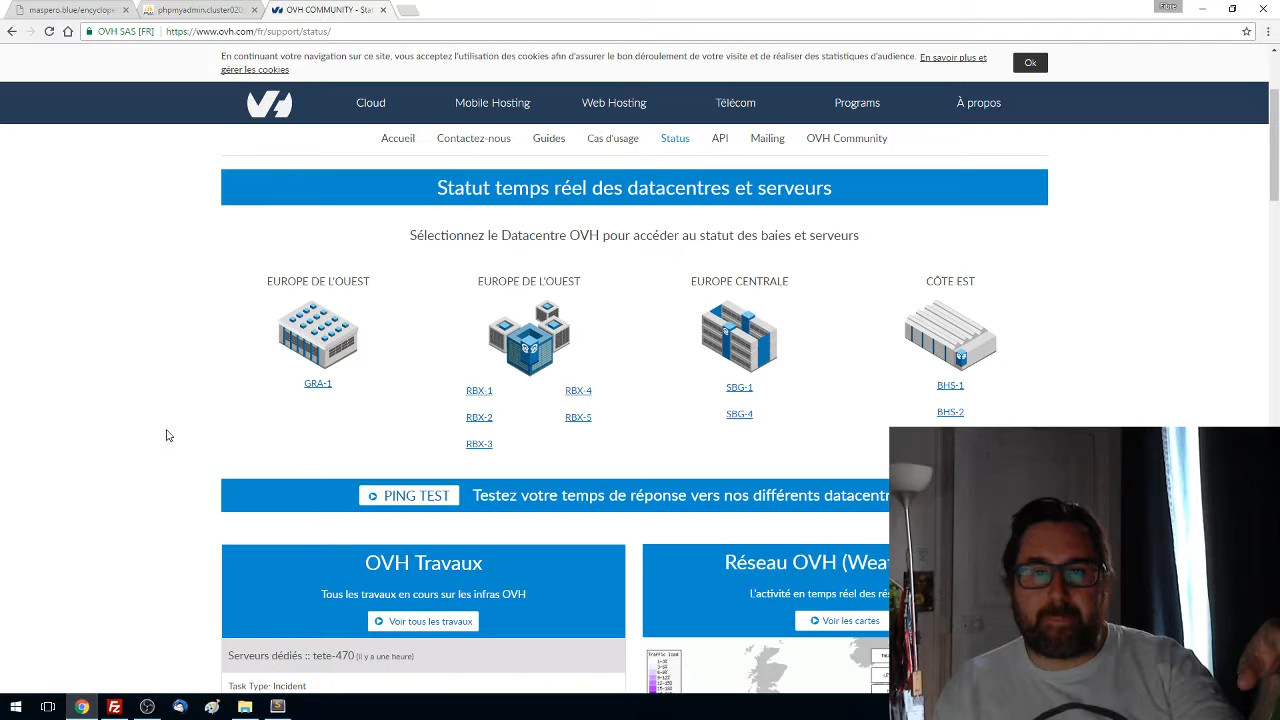 maspero.blue/encyclope
phpmyadmin.cluster020
OVH COMMUNITY - Stat
OVH SAS [FR] https://www.ovh.com/fr/support/status/
En continuant votre navigation sur ce site, vous acceptez l'utilisation des cookies afin d'assurer le bon déroulement de votre visite et de réaliser des statistiques d'audience. En savoir plus et
gérer les cookies
Ok
Cloud Mobile Hosting Web Hosting Télécom Programs À propos
Accueil Contactez-nous Guides Cas d'usage Status API Mailing OVH Community
Statut temps réel des datacentres et serveurs
Sélectionnez le Datacentre OVH pour accéder au statut des baies et serveurs
EUROPE DE L'OUEST EUROPE DE L'OUEST EUROPE CENTRALE CÔTE EST
GRA-1
RBX-1 RBX-4
RBX-2 RBX-5
RBX-3
SBG-1
SBG-4
BHS-1
BHS-2
PING TEST Testez votre temps de réponse vers nos différents datacentr
OVH Travaux
Tous les travaux en cours sur les infras OVH
Voir tous les travaux
Serveurs dédiés :: tete-470 (il y a une heure)
Task Type: Incident
Réseau OVH (Wea
L'activité en temps réel des rés
Voir les cartes
Traffic load